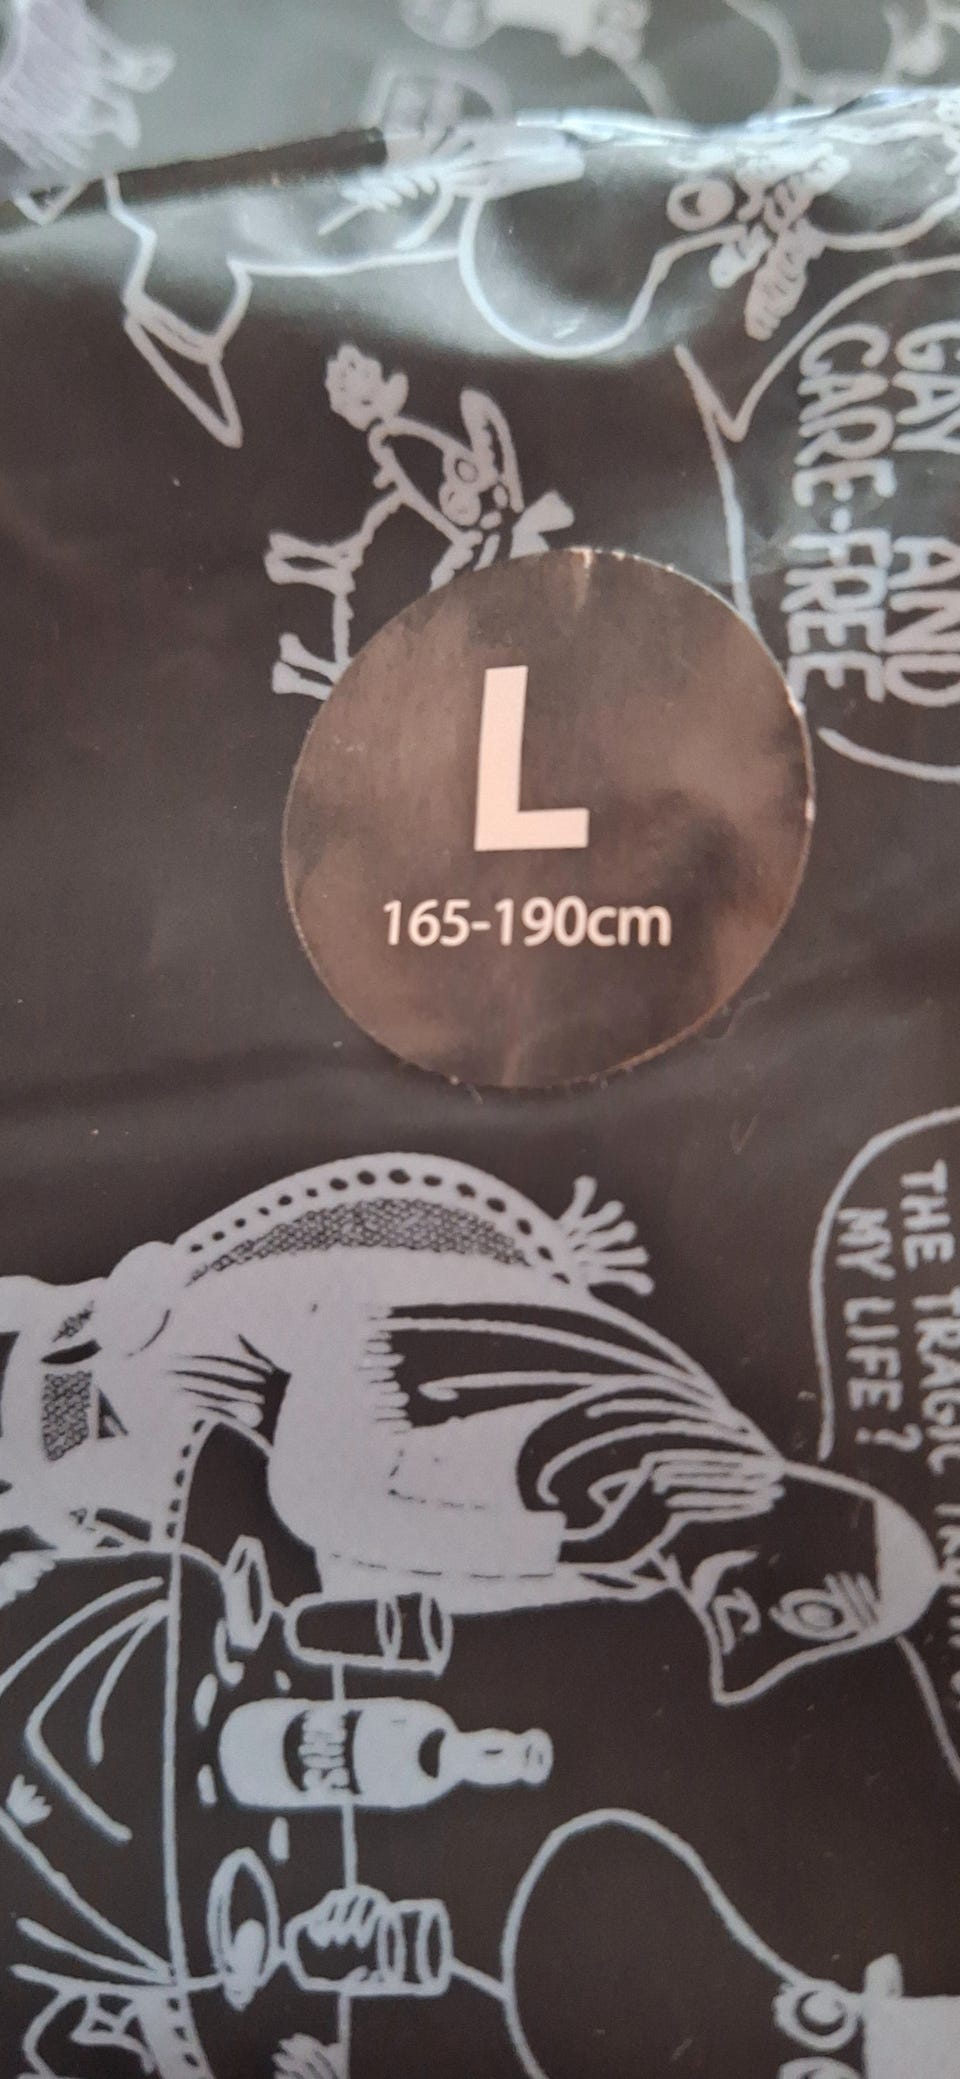 GAY AND
CARE-FREE
L
165-190cm
THE TRAGIC
MY LIFE?